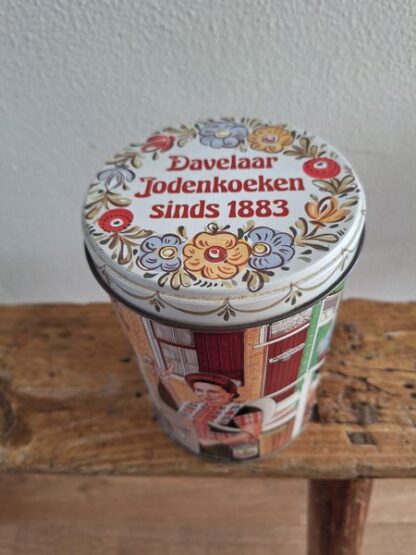 Davelaar
Jodenkoeken
sinds 1883